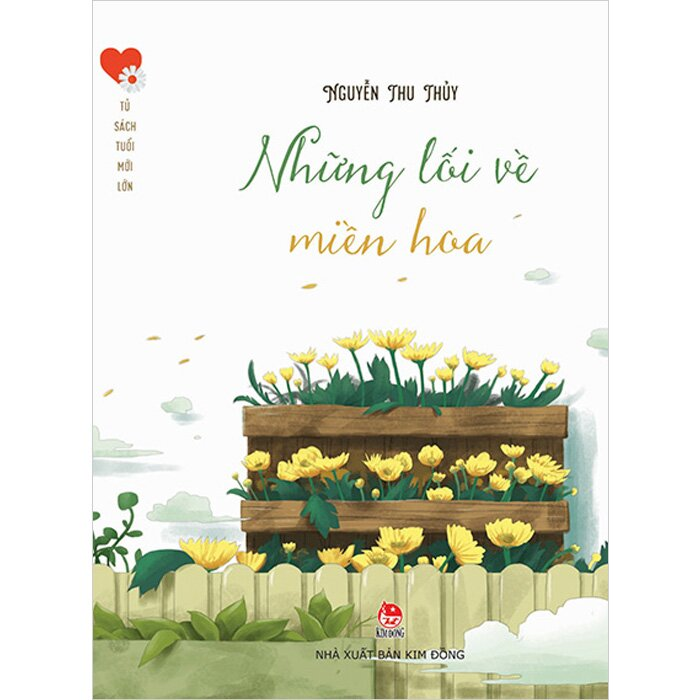 TỦ
SÁCH
TUỔI
MỚI
LỚN
NGUYỄN THU THỦY
Những lối về
miền hoa
KIM ĐỒNG
NHÀ XUẤT BẢN KIM ĐỒNG